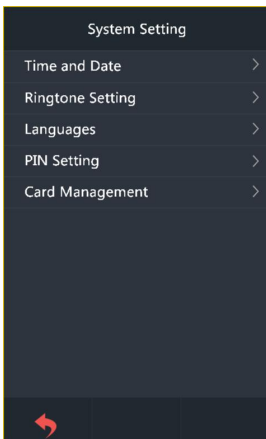 System Setting
Time and Date
Ringtone Setting
Languages
PIN Setting
Card Management